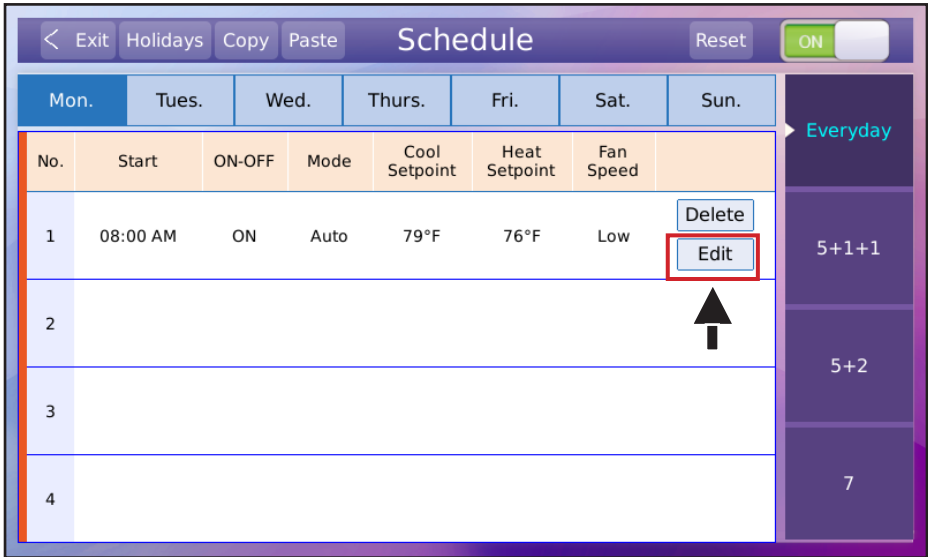 < Exit Holidays Copy Paste Schedule Reset ON
Mon. Tues. Wed. Thurs. Fri. Sat. Sun.
No. Start ON-OFF Mode Cool Setpoint Heat Setpoint Fan Speed
1 08:00 AM ON Auto 79°F 76°F Low Delete
Edit
2
3
4
Everyday
5+1+1
5+2
7